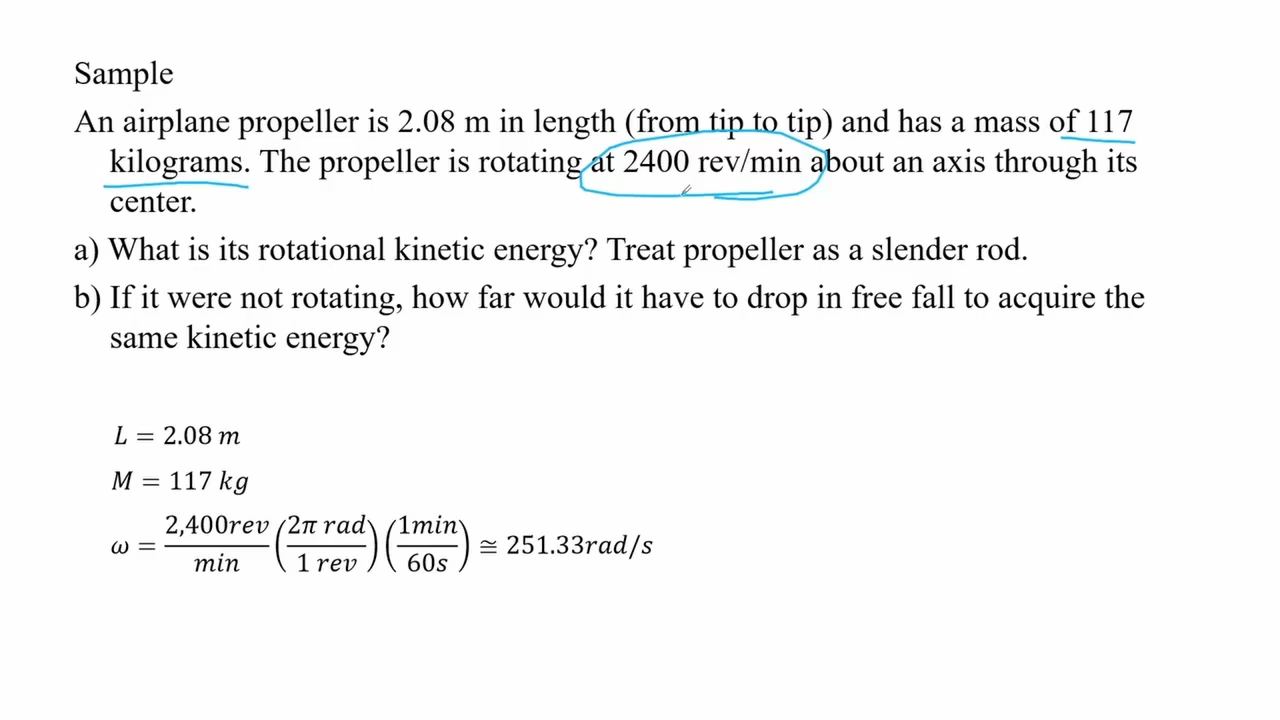 Sample
An airplane propeller is 2.08 m in length (from tip to tip) and has a mass of 117
kilograms. The propeller is rotating at 2400 rev/min about an axis through its
center.
a) What is its rotational kinetic energy? Treat propeller as a slender rod.
b) If it were not rotating, how far would it have to drop in free fall to acquire the
same kinetic energy?
L = 2.08 m
M = 117 kg
ω = 2,400rev/min (2π rad/1 rev) (1min/60s) ≅ 251.33rad/s